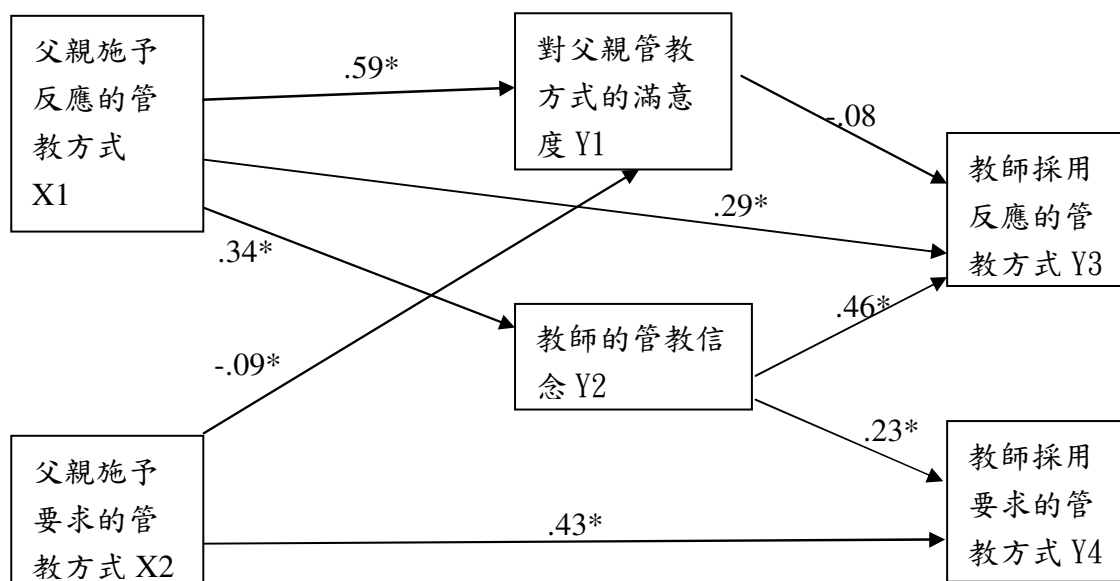 父親施予
反應的管
教方式
X1
.59*
對父親管教
方式的滿意
度 Y1
-.08
教師採用
反應的管
教方式 Y3
.29*
.34*
.46*
教師的管教信
念 Y2
-.09*
.23*
父親施予
要求的管
教方式 X2
.43*
教師採用
要求的管
教方式 Y4